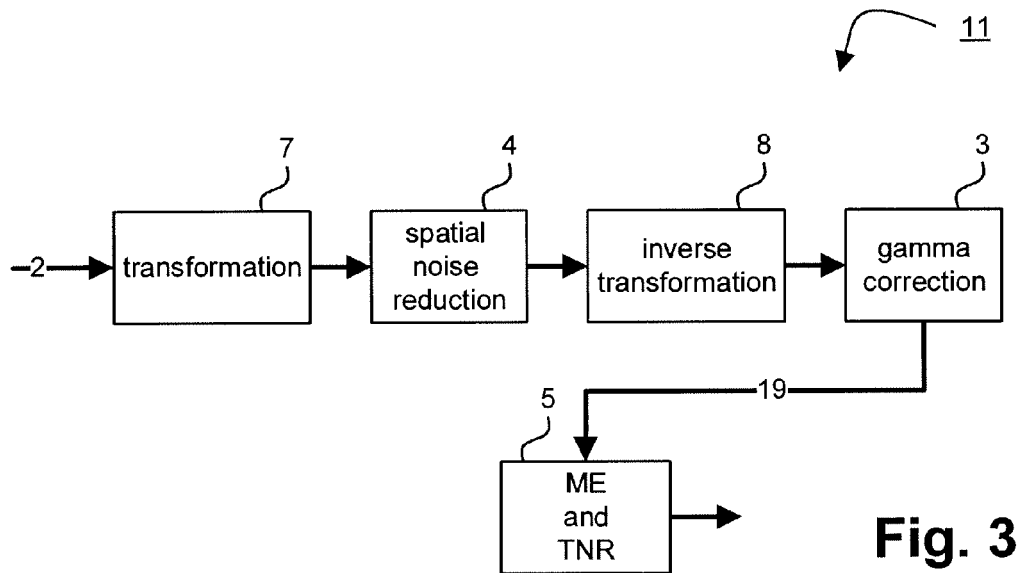 11
7
4
8
3
2
transformation
spatial
noise
reduction
inverse
transformation
gamma
correction
19
5
ME
and
TNR
Fig. 3